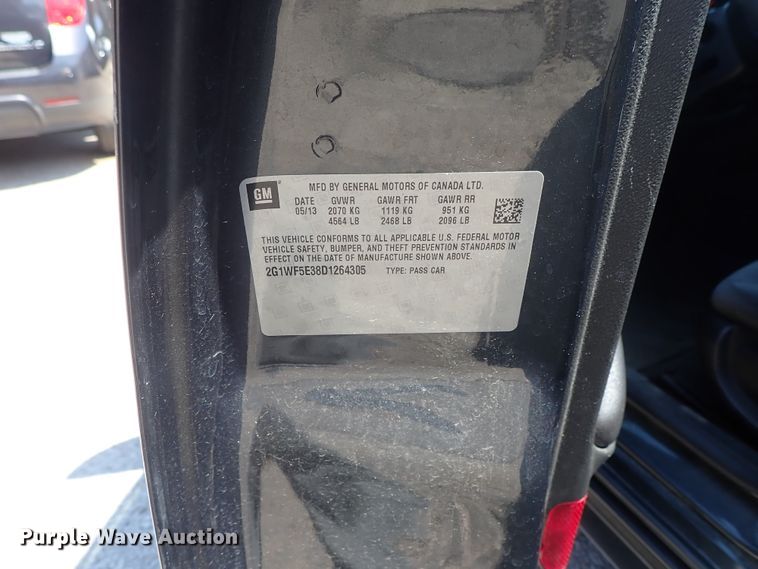 GM
MFD BY GENERAL MOTORS OF CANADA LTD.
DATE GVWR GAWR FRT GAWR RR
05/13 2070 KG 1119 KG 951 KG
4564 LB 2468 LB 2096 LB
THIS VEHICLE CONFORMS TO ALL APPLICABLE U.S. FEDERAL MOTOR
VEHICLE SAFETY, BUMPER, AND THEFT PREVENTION STANDARDS IN
EFFECT ON THE DATE OF MANUFACTURE SHOWN ABOVE.
2G1WF5E38D1264305 TYPE: PASS CAR
Purple Wave Auction®